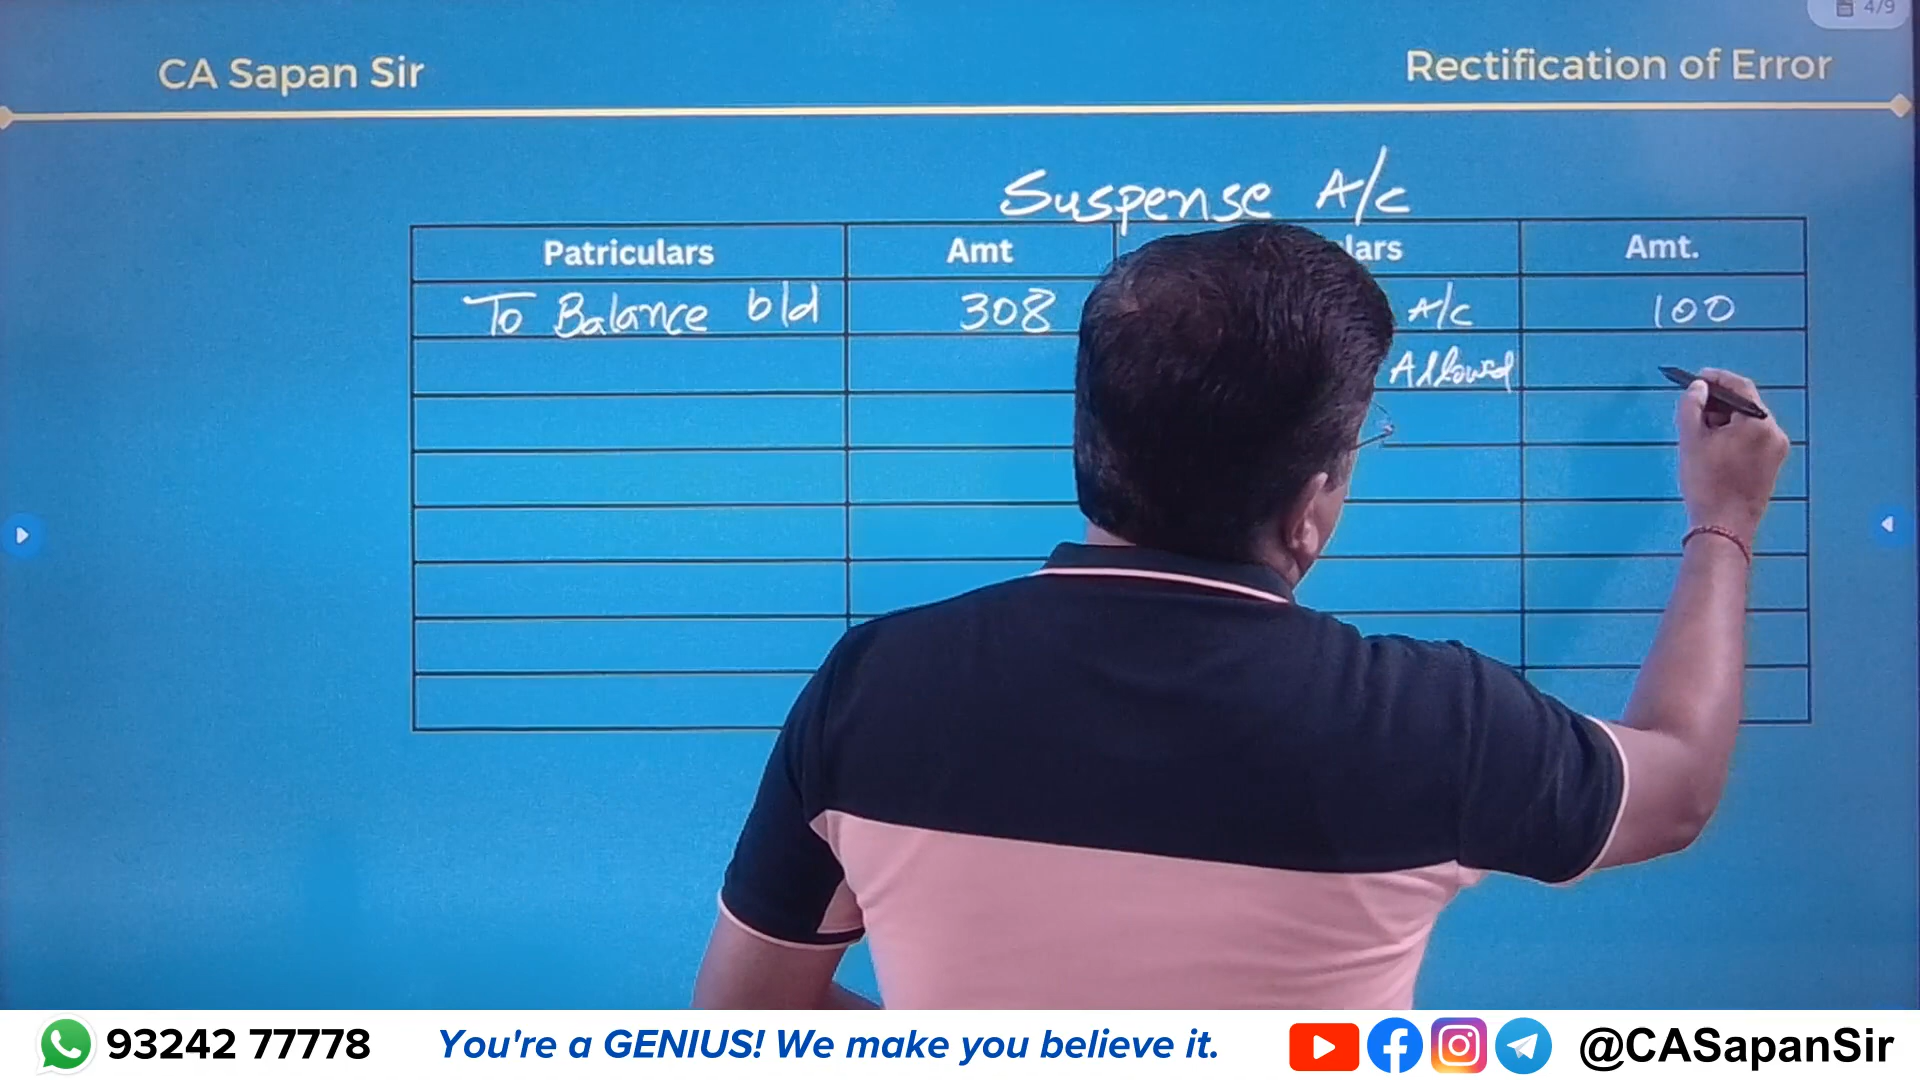 4/9
CA Sapan Sir
Rectification of Error
Suspense A/c
Patriculars Amt lars Amt.
To Balance b/d 308 A/c 100
Allowed
93242 77778 You're a GENIUS! We make you believe it. @CASapanSir